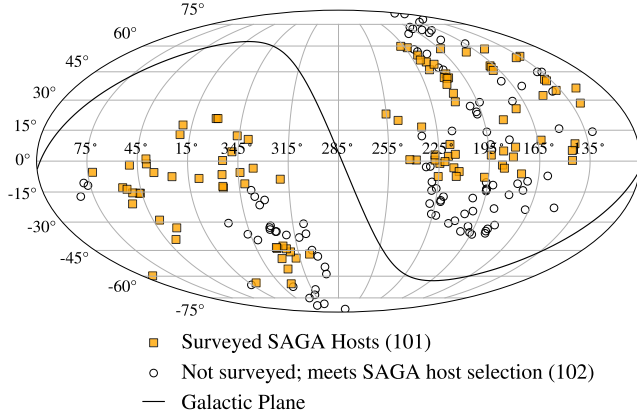 75°
60°
45°
30°
15°
75° 45° 15° 345 315° 285° 255° 225° 195° 165° 135°
0°
-15°
-30°
-45°
-60°
-75°
Surveyed SAGA Hosts (101)
Not surveyed; meets SAGA host selection (102)
Galactic Plane